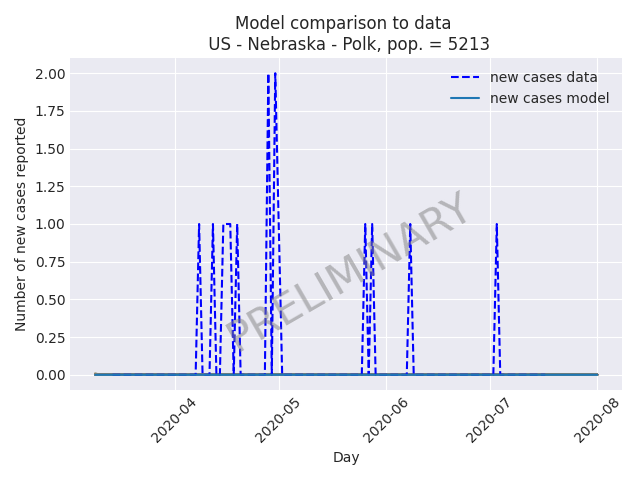 Model comparison to data
US - Nebraska - Polk, pop. = 5213
new cases data
new cases model
Number of new cases reported
2.00
1.75
1.50
1.25
1.00
0.75
0.50
0.25
0.00
PRELIMINARY
2020-04
2020-05
2020-06
2020-07
2020-08
Day